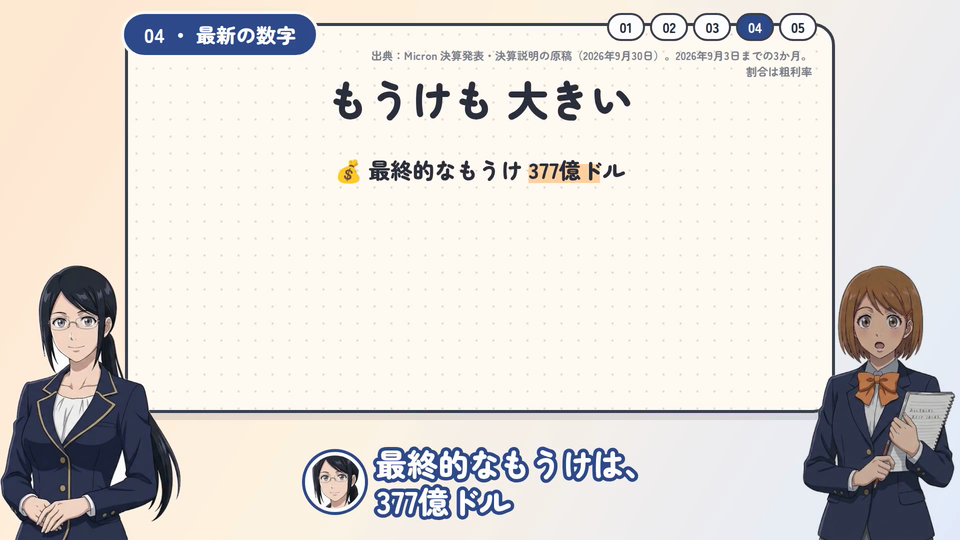 04 ・ 最新の数字
01 02 03 04 05
出典：Micron 決算発表・決算説明の原稿（2026年9月30日）。2026年9月3日までの3か月。
割合は粗利率
もうけも 大きい
💰 最終的なもうけ 377億ドル
最終的なもうけは、
377億ドル